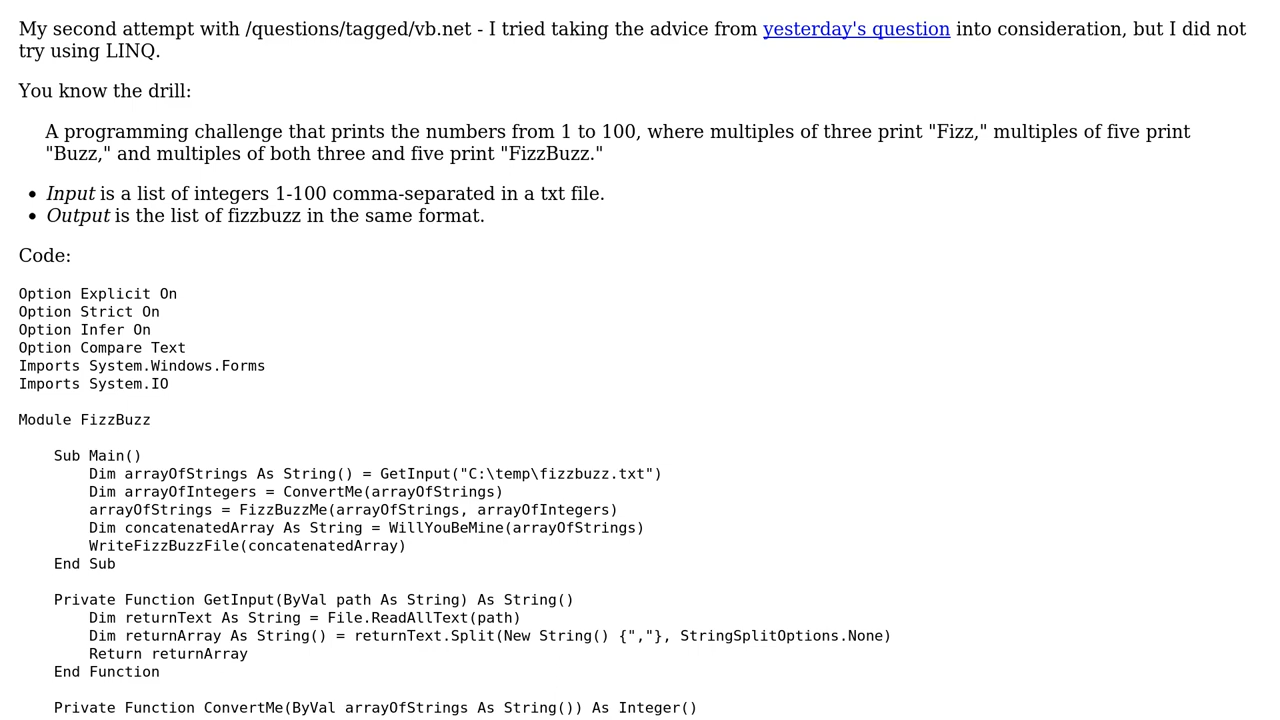 My second attempt with /questions/tagged/vb.net - I tried taking the advice from yesterday's question into consideration, but I did not
try using LINQ.
You know the drill:
A programming challenge that prints the numbers from 1 to 100, where multiples of three print "Fizz," multiples of five print
"Buzz," and multiples of both three and five print "FizzBuzz."
• Input is a list of integers 1-100 comma-separated in a txt file.
• Output is the list of fizzbuzz in the same format.
Code:
Option Explicit On
Option Strict On
Option Infer On
Option Compare Text
Imports System.Windows.Forms
Imports System.IO
Module FizzBuzz
    Sub Main()
        Dim arrayOfStrings As String() = GetInput("C:\temp\fizzbuzz.txt")
        Dim arrayOfIntegers = ConvertMe(arrayOfStrings)
        arrayOfStrings = FizzBuzzMe(arrayOfStrings, arrayOfIntegers)
        Dim concatenatedArray As String = WillYouBeMine(arrayOfStrings)
        WriteFizzBuzzFile(concatenatedArray)
    End Sub
    Private Function GetInput(ByVal path As String) As String()
        Dim returnText As String = File.ReadAllText(path)
        Dim returnArray As String() = returnText.Split(New String() {","}, StringSplitOptions.None)
        Return returnArray
    End Function
    Private Function ConvertMe(ByVal arrayOfStrings As String()) As Integer()